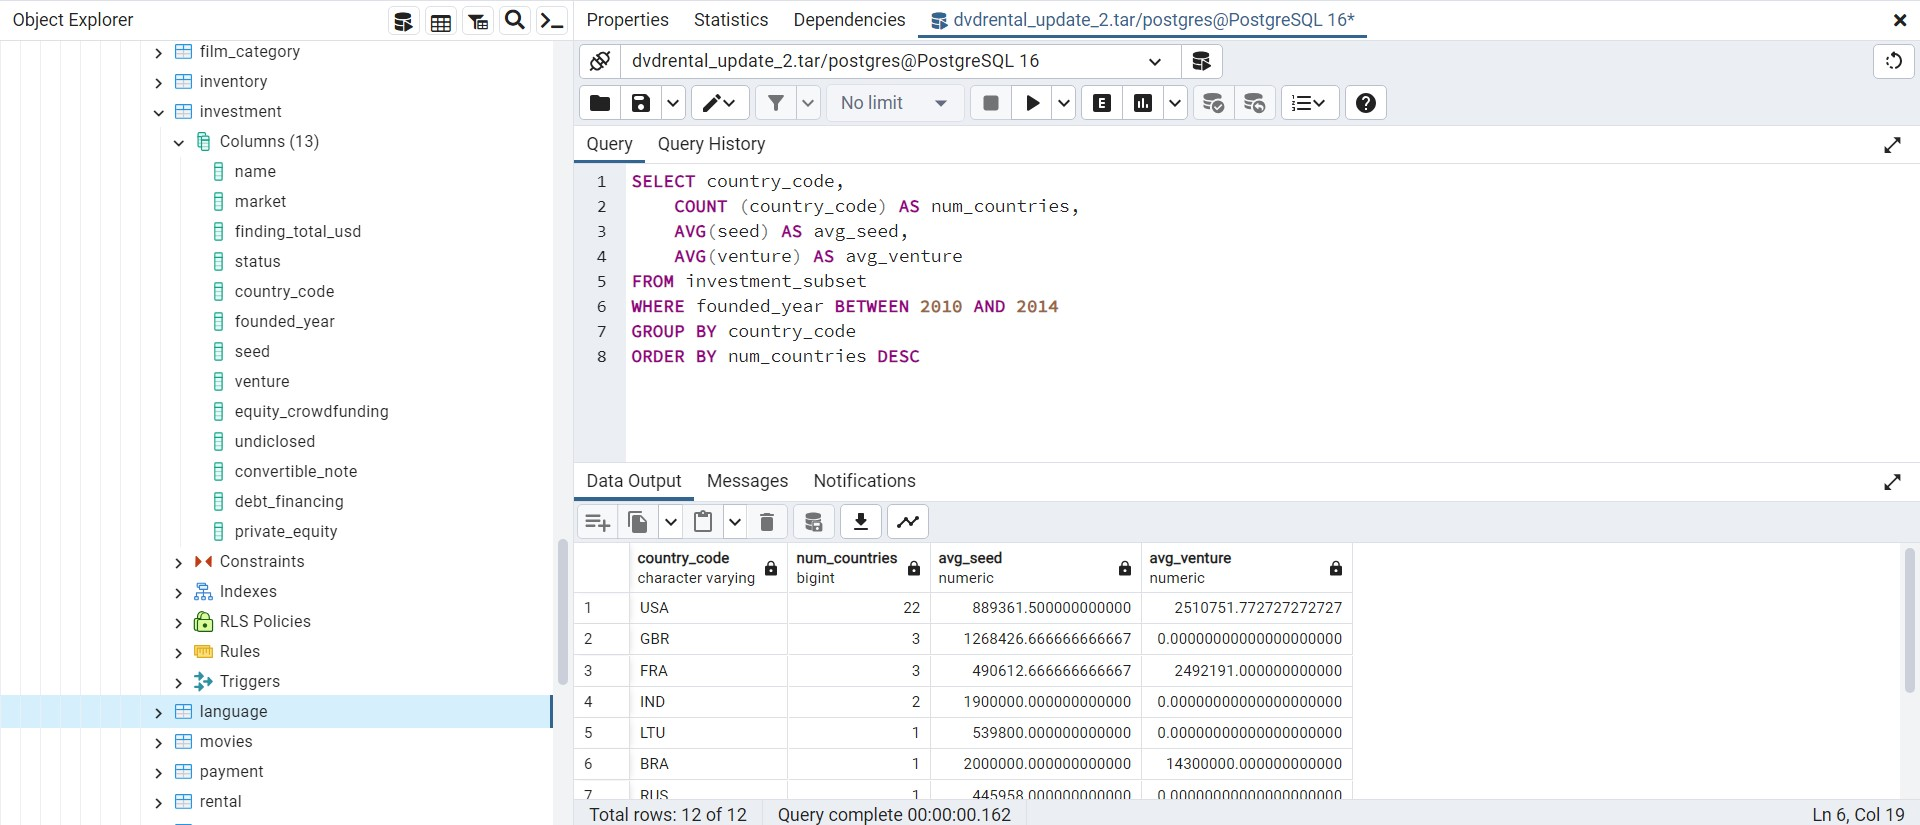 Object Explorer
film_category
inventory
investment
Columns (13)
name
market
finding_total_usd
status
country_code
founded_year
seed
venture
equity_crowdfunding
undiclosed
convertible_note
debt_financing
private_equity
Constraints
Indexes
RLS Policies
Rules
Triggers
language
movies
payment
rental
Properties Statistics Dependencies dvdrental_update_2.tar/postgres@PostgreSQL 16*
dvdrental_update_2.tar/postgres@PostgreSQL 16
No limit E
Query Query History
1 SELECT country_code,
2 COUNT (country_code) AS num_countries,
3 AVG(seed) AS avg_seed,
4 AVG(venture) AS avg_venture
5 FROM investment_subset
6 WHERE founded_year BETWEEN 2010 AND 2014
7 GROUP BY country_code
8 ORDER BY num_countries DESC
Data Output Messages Notifications
country_code num_countries avg_seed avg_venture
character varying bigint numeric numeric
1 USA 22 889361.500000000000 2510751.772727272727
2 GBR 3 1268426.666666666667 0.00000000000000000000
3 FRA 3 490612.666666666667 2492191.000000000000
4 IND 2 1900000.000000000000 0.00000000000000000000
5 LTU 1 539800.000000000000 0.00000000000000000000
6 BRA 1 2000000.000000000000 14300000.000000000000
7 RUS 1 445958.000000000000 0.00000000000000000000
Total rows: 12 of 12 Query complete 00:00:00.162 Ln 6, Col 19